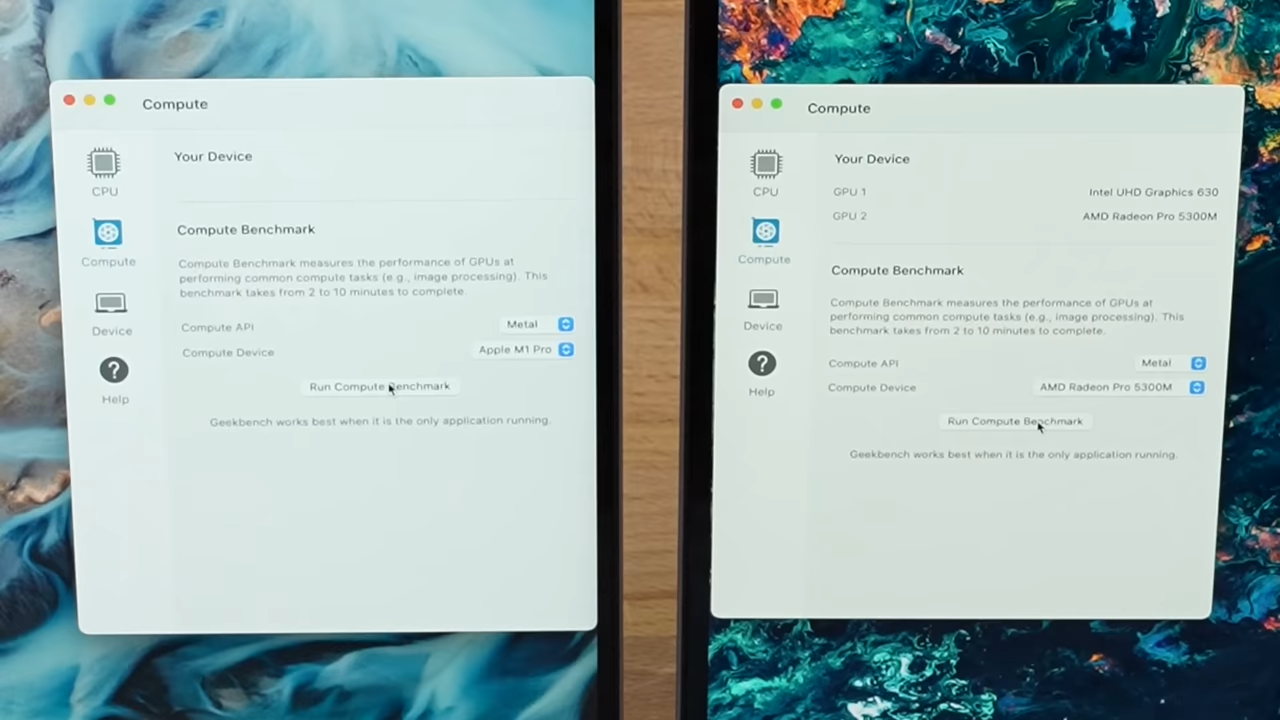 Compute
CPU
Compute
Device
Help
Your Device
Compute Benchmark
Compute Benchmark measures the performance of GPUs at
performing common compute tasks (e.g., image processing). This
benchmark takes from 2 to 10 minutes to complete.
Compute API Metal
Compute Device Apple M1 Pro
Run Compute Benchmark
Geekbench works best when it is the only application running.
Compute
CPU
Compute
Device
Help
Your Device
GPU 1 Intel UHD Graphics 630
GPU 2 AMD Radeon Pro 5300M
Compute Benchmark
Compute Benchmark measures the performance of GPUs at
performing common compute tasks (e.g., image processing). This
benchmark takes from 2 to 10 minutes to complete.
Compute API Metal
Compute Device AMD Radeon Pro 5300M
Run Compute Benchmark
Geekbench works best when it is the only application running.